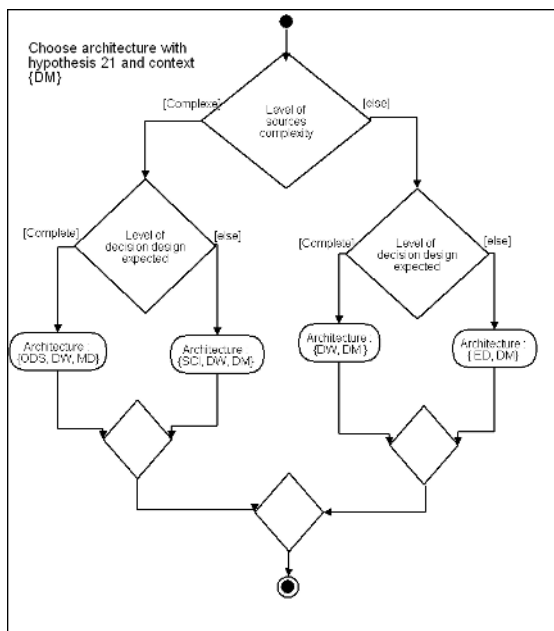 Choose architecture with
hypothesis 21 and context
{DM}
[Complexe]
Level of
sources
complexity
[else]
[Complete]
Level of
decision design
expected
[else]
[Complete]
Level of
decision design
expected
[else]
Architecture :
{ODS, DW, MD}
Architecture :
{SCI, DW, DM}
Architecture :
{DW, DM}
Architecture :
{ED, DM}